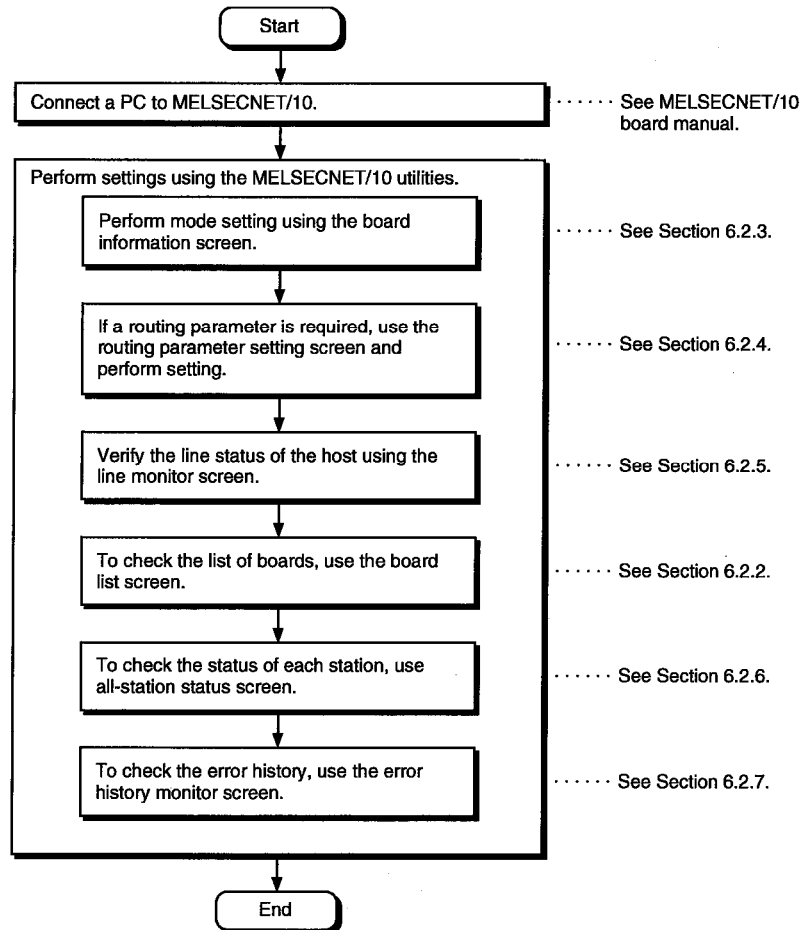 Start
Connect a PC to MELSECNET/10.
· · · · · · See MELSECNET/10
board manual.
Perform settings using the MELSECNET/10 utilities.
Perform mode setting using the board
information screen.
· · · · · · See Section 6.2.3.
If a routing parameter is required, use the
routing parameter setting screen and
perform setting.
· · · · · · See Section 6.2.4.
Verify the line status of the host using the
line monitor screen.
· · · · · · See Section 6.2.5.
To check the list of boards, use the board
list screen.
· · · · · · See Section 6.2.2.
To check the status of each station, use
all-station status screen.
· · · · · · See Section 6.2.6.
To check the error history, use the error
history monitor screen.
· · · · · · See Section 6.2.7.
End